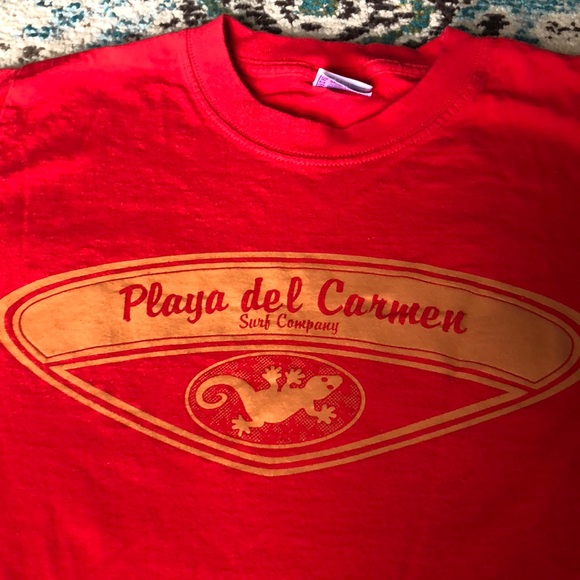 Playa del Carmen
Surf Company